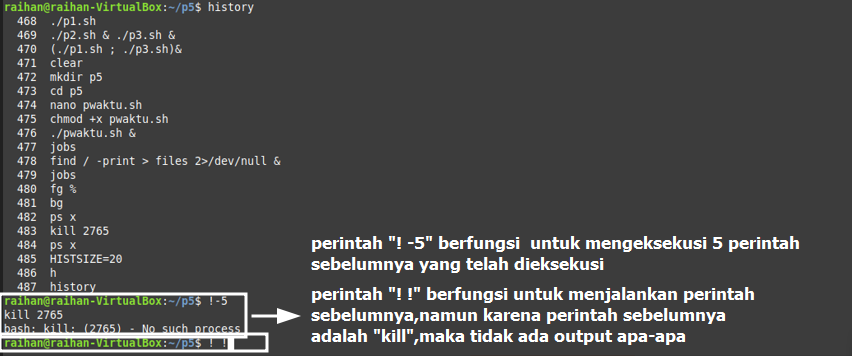 raihan@raihan-VirtualBox:~/p5$ history
468 ./p1.sh
469 ./p2.sh & ./p3.sh &
470 (./p1.sh ; ./p3.sh)&
471 clear
472 mkdir p5
473 cd p5
474 nano pwaktu.sh
475 chmod +x pwaktu.sh
476 ./pwaktu.sh &
477 jobs
478 find / -print > files 2>/dev/null &
479 jobs
480 fg %
481 bg
482 ps x
483 kill 2765
484 ps x
485 HISTSIZE=20
486 h
487 history
raihan@raihan-VirtualBox:~/p5$ !-5
kill 2765
bash: kill: (2765) - No such process
raihan@raihan-VirtualBox:~/p5$ ! !
perintah "! -5" berfungsi untuk mengeksekusi 5 perintah
sebelumnya yang telah dieksekusi
perintah "! !" berfungsi untuk menjalankan perintah
sebelumnya,namun karena perintah sebelumnya
adalah "kill",maka tidak ada output apa-apa